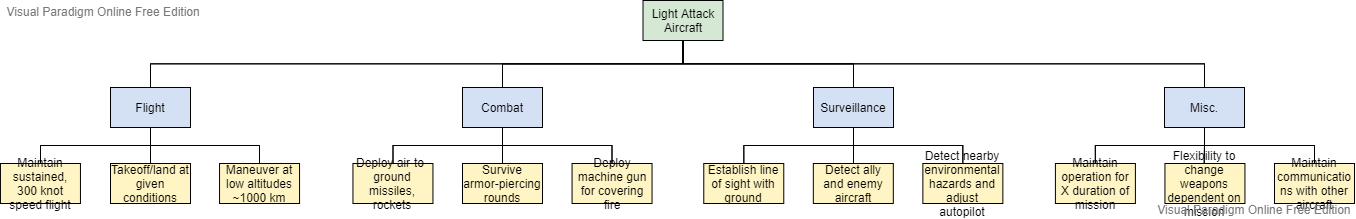 Visual Paradigm Online Free Edition
Light Attack
Aircraft
Flight
Combat
Surveillance
Misc.
Maintain
sustained,
300 knot
speed flight
Takeoff/land at
given
conditions
Maneuver at
low altitudes
~1000 km
Deploy air to
ground
missiles,
rockets
Survive
armor-piercing
rounds
Deploy
machine gun
for covering
fire
Establish line
of sight with
ground
Detect ally
and enemy
aircraft
Detect nearby
environmental
hazards and
adjust
autopilot
Maintain
operation for
X duration of
mission
Flexibility to
change
weapons
dependent on
mission
Maintain
communicatio
ns with other
aircraft
Visual Paradigm Online Free Edition